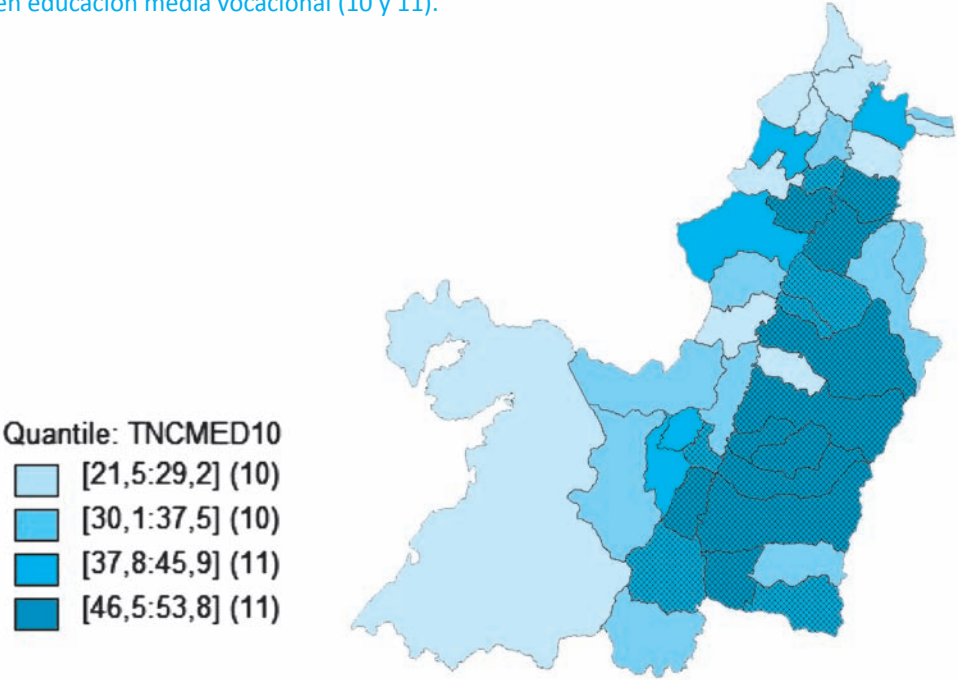 en educación media vocacional (10 y 11).
Quantile: TNCMED10
[21,5:29,2] (10)
[30,1:37,5] (10)
[37,8:45,9] (11)
[46,5:53,8] (11)